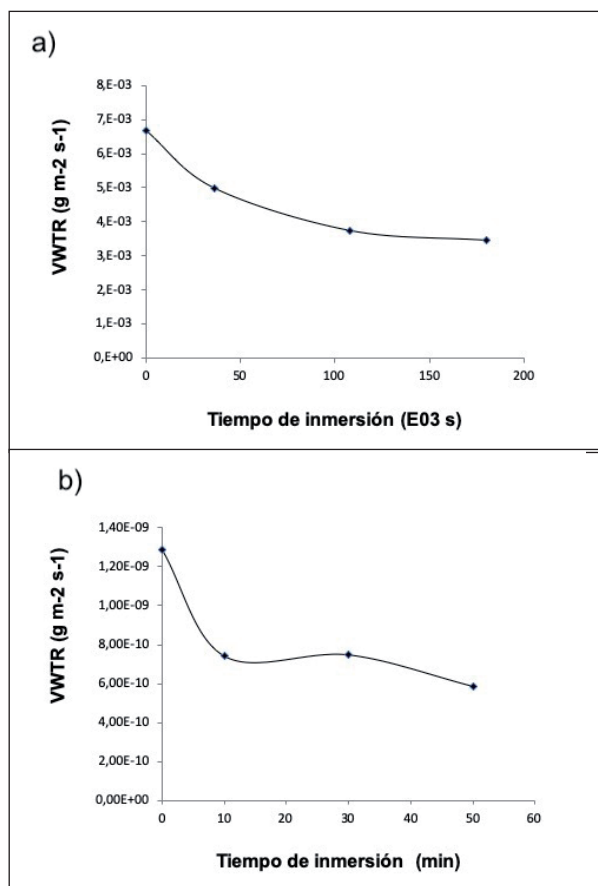 a)
8,E-03
7,E-03
6,E-03
5,E-03
4,E-03
3,E-03
2,E-03
1,E-03
0,E+00
VWTR (g m-2 s-1)
0 50 100 150 200
Tiempo de inmersión (E03 s)
b)
1,40E-09
1,20E-09
1,00E-09
8,00E-10
6,00E-10
4,00E-10
2,00E-10
0,00E+00
VWTR (g m-2 s-1)
0 10 20 30 40 50 60
Tiempo de inmersión (min)